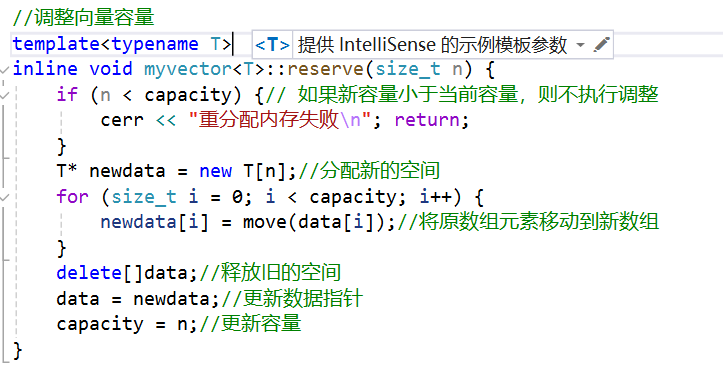 //调整向量容量
template<typename T> <T> 提供 IntelliSense 的示例模板参数
inline void myvector<T>::reserve(size_t n) {
    if (n < capacity) {// 如果新容量小于当前容量，则不执行调整
        cerr << "重分配内存失败\n"; return;
    }
    T* newdata = new T[n];//分配新的空间
    for (size_t i = 0; i < capacity; i++) {
        newdata[i] = move(data[i]);//将原数组元素移动到新数组
    }
    delete[]data;//释放旧的空间
    data = newdata;//更新数据指针
    capacity = n;//更新容量
}